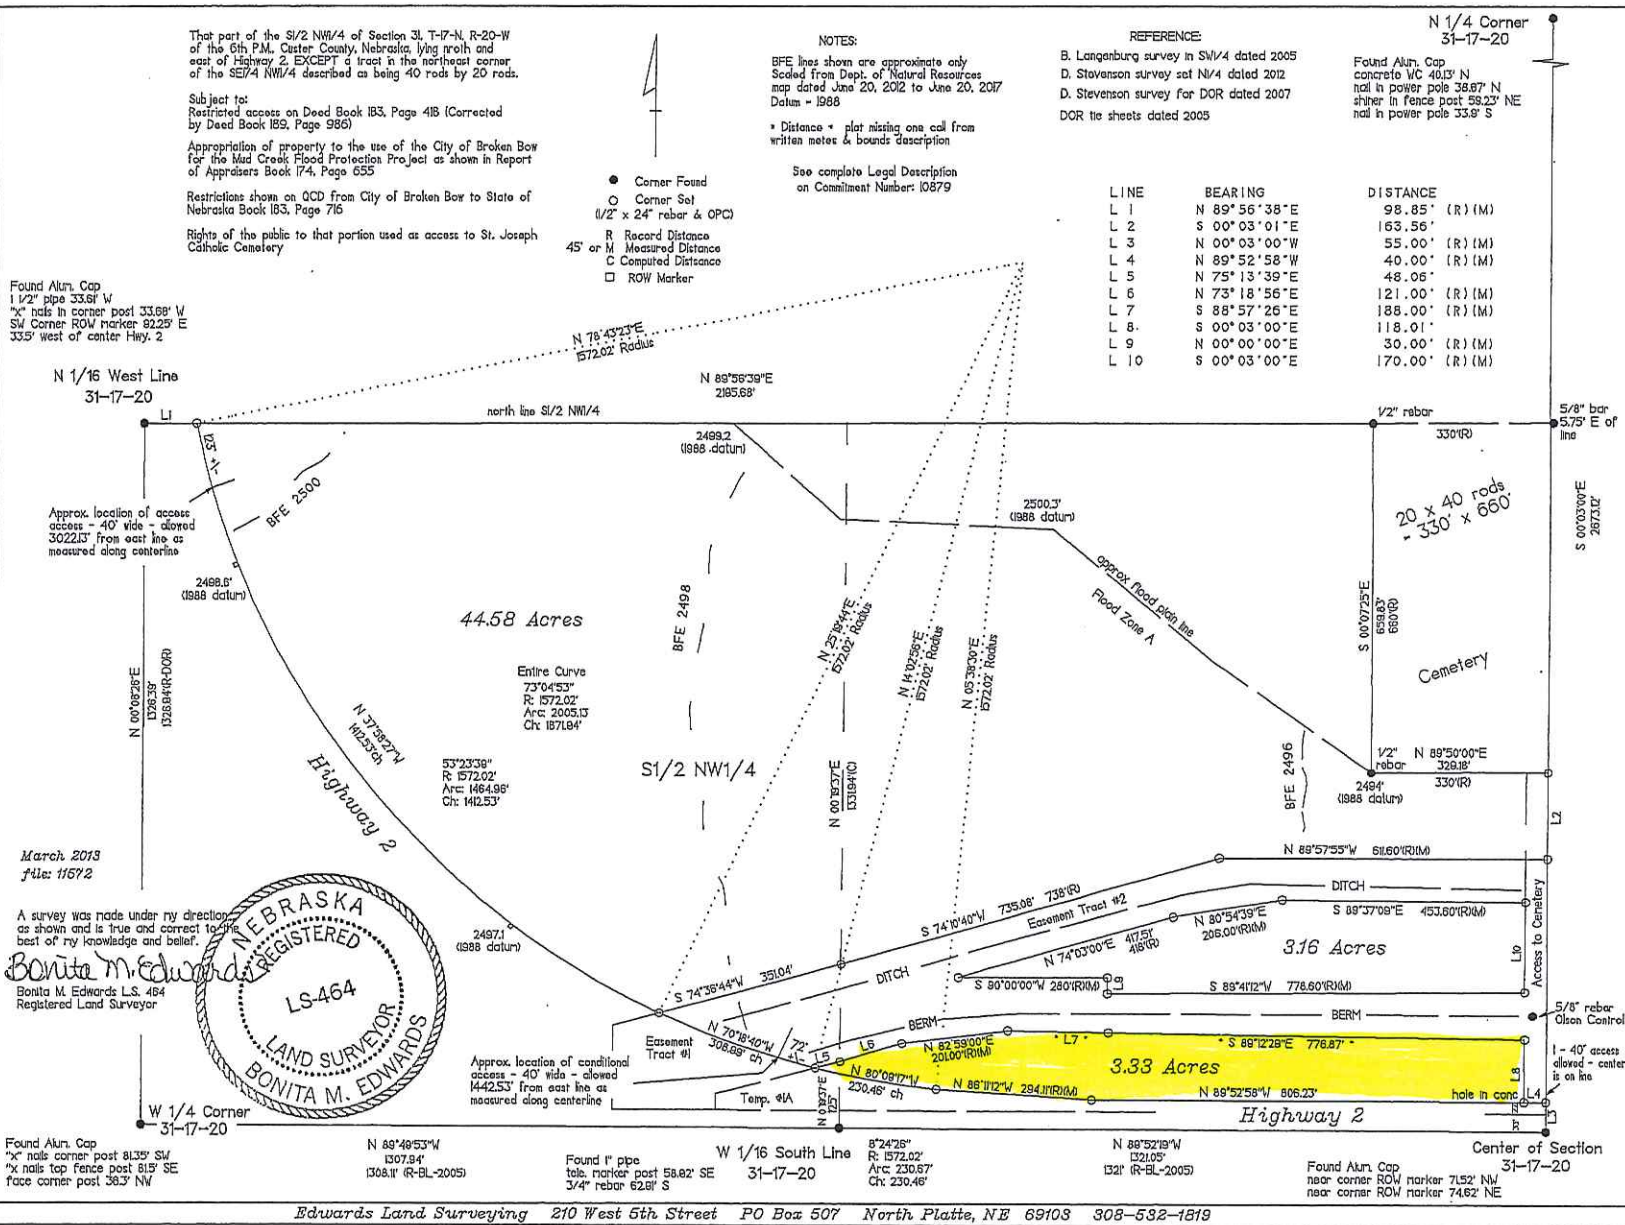 That part of the S1/2 NW1/4 of Section 31, T-17-N, R-20-W
of the 6th P.M., Custer County, Nebraska, lying nroth and
east of Highway 2, EXCEPT a tract in the northeast corner
of the SE1/4 NW1/4 described as being 40 rods by 20 rods.
Subject to:
Restricted access on Deed Book 183, Page 418 (Corrected
by Deed Book 189, Page 986)
Appropriation of property to the use of the City of Broken Bow
for the Mud Creek Flood Protection Project as shown in Report
of Appraisers Book 174, Page 655
Restrictions shown on QCD from City of Broken Bow to State of
Nebraska Book 183, Page 716
Rights of the public to that portion used as access to St. Joseph
Catholic Cemetery
Corner Found
Corner Set
(1/2" x 24" rebar & OPC)
R Record Distance
45' or M Measured Distance
C Computed Distsance
ROW Marker
NOTES:
BFE lines shown are approximate only
Scaled from Dept. of Natural Resources
map dated June 20, 2012 to June 20, 2017
Datum = 1988
* Distance * plat missing one call from
written metes & bounds description
See complete Legal Description
on Commitment Number: 10879
REFERENCE:
B. Langenburg survey in SW1/4 dated 2005
D. Stevenson survey set N1/4 dated 2012
D. Stevenson survey for DOR dated 2007
DOR tie sheets dated 2005
N 1/4 Corner
31-17-20
Found Alum. Cap
concrete WC 40.13' N
nail in power pole 38.67' N
shiner in fence post 59.23' NE
nail in power pole 33.9' S
LINE BEARING DISTANCE
L 1 N 89°56'38"E 98.85' (R)(M)
L 2 S 00°03'01"E 163.56'
L 3 N 00°03'00"W 55.00' (R)(M)
L 4 N 89°52'58"W 40.00' (R)(M)
L 5 N 75°13'39"E 48.06'
L 6 N 73°18'56"E 121.00' (R)(M)
L 7 S 88°57'26"E 188.00' (R)(M)
L 8. S 00°03'00"E 118.01'
L 9 N 00°00'00"E 30.00' (R)(M)
L 10 S 00°03'00"E 170.00' (R)(M)
Found Alum. Cap
1 1/2" pipe 33.61' W
"x" nails in corner post 33.68' W
SW Corner ROW marker 92.25' E
33.5' west of center Hwy. 2
N 1/16 West Line
31-17-20
L1
north line S1/2 NW1/4
N 78°43'23"E
1572.02' Radius
N 89°56'39"E
2195.68'
1/2" rebar
330'(R)
5/8" bar
5.75' E of
line
123' +/-
BFE 2500
2499.2
(1988 datum)
2500.3'
(1988 datum)
20 x 40 rods
- 330' x 660'
S 00°03'00"E
2673.12'
Approx. location of access
access - 40' wide - allowed
3022.13' from east line as
measured along centerline
2498.6'
(1988 datum)
44.58 Acres
BFE 2498
approx flood plain line
Flood Zone A
S 00°07'25"E
659.83'
660'(R)
Cemetery
Entire Curve
73°04'53"
R: 1572.02'
Arc: 2005.13
Ch: 1871.94'
N 25°19'44"E
1572.02' Radius
N 14°02'56"E
1572.02' Radius
N 05°38'30"E
1572.02' Radius
N 00°08'26"E
1326.39'
1326.94'(R-DOR)
N 37°58'27"W
1412.53'ch
Highway 2
53°23'39"
R: 1572.02'
Arc: 1464.96'
Ch: 1412.53'
S1/2 NW1/4
N 00°19'37"E
1331.94'(C)
BFE 2496
1/2"
rebar
N 89°50'00"E
329.18'
330'(R)
2494'
(1988 datum)
L2
March 2013
file: 11572
A survey was made under my direction
as shown and is true and correct to the
best of my knowledge and belief.
Bonita M. Edwards
Bonita M. Edwards L.S. 464
Registered Land Surveyor
NEBRASKA
REGISTERED
LS-464
LAND SURVEYOR
BONITA M. EDWARDS
2497.1
(1988 datum)
N 89°57'55"W 611.60'(R)(M)
S 74°10'40"W 735.08' 738'(R)
Easement Tract #2
DITCH
S 89°37'09"E 453.60'(R)(M)
N 80°54'39"E
206.00'(R)(M)
N 74°03'00"E 417.51'
418'(R)
3.16 Acres
L10
Access to Cemetery
S 74°36'44"W 351.04'
DITCH
S 90°00'00"W 280'(R)(M)
L9
S 89°41'12"W 778.60'(R)(M)
5/8" rebar
Olson Control
BERM
BERM
Easement
Tract #1
N 70°18'40"W
308.89' ch
72'
+/-
L5
L6
N 82°59'00"E
201.00'(R)(M)
* L7 *
* S 89°12'29"E 776.87' *
3.33 Acres
L8
1 - 40' access
allowed - center
is on line
Approx. location of conditional
access - 40' wide - allowed
1442.53' from east line as
measured along centerline
Temp. #1A
N 80°09'17"W
230.46' ch
N 86°11'12"W 294.11'(R)(M)
N 89°52'58"W 806.23'
hole in conc
L4
L3
N 0°19'37"E
125'
Highway 2
W 1/4 Corner
31-17-20
Found Alum. Cap
"x" nails corner post 81.35' SW
"x nails top fence post 81.5' SE
face corner post 38.3' NW
N 89°49'53"W
1307.94'
1308.11' (R-BL-2005)
Found 1" pipe
tele. marker post 58.92' SE
3/4" rebar 62.81' S
W 1/16 South Line
31-17-20
8°24'26"
R: 1572.02'
Arc: 230.67'
Ch: 230.46'
N 89°52'19"W
1321.05'
1321' (R-BL-2005)
Center of Section
31-17-20
Found Alum. Cap
near corner ROW marker 71.52' NW
near corner ROW marker 74.62' NE
Edwards Land Surveying 210 West 5th Street PO Box 507 North Platte, NE 69103 308-532-1819